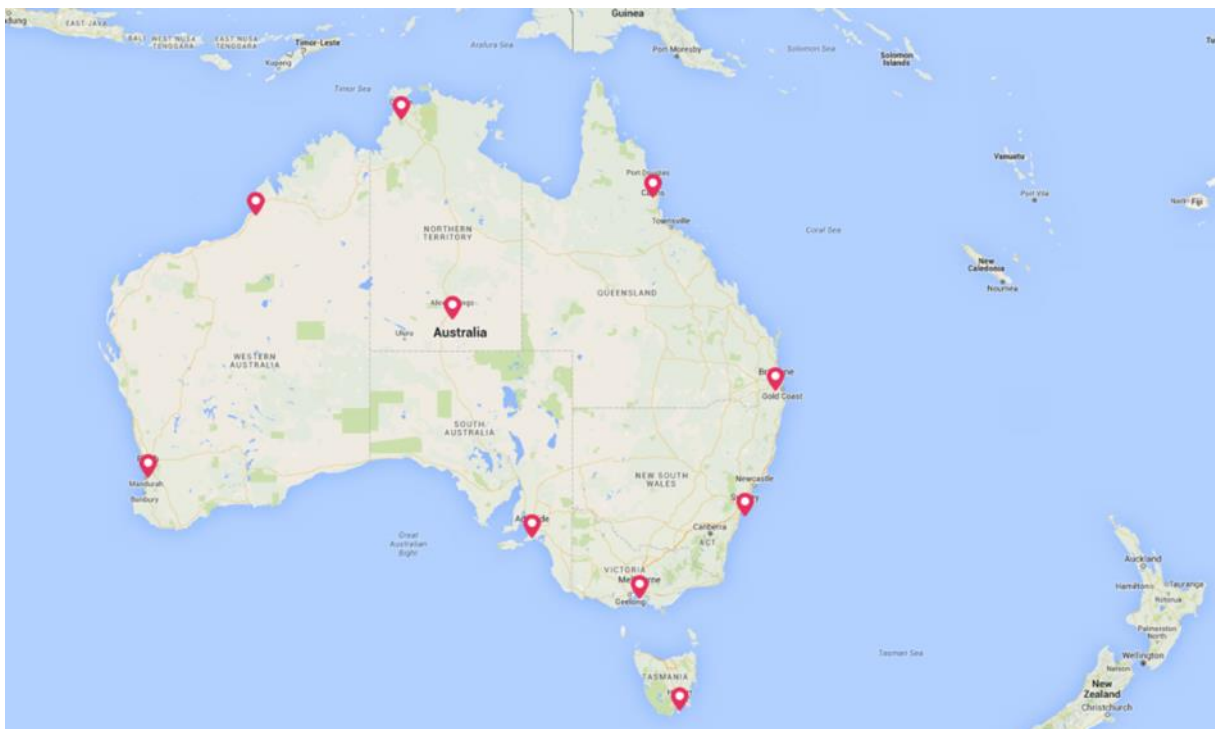 Guinea
EAST JAVA
BALI
WEST NUSA
TENGGARA
EAST NUSA
TENGGARA
Timor-Leste
Kupang
Arafura Sea
Port Moresby
Solomon Sea
Solomon
Islands
Timor Sea
Vanuatu
Port Vila
Fiji
Port Douglas
Townsville
Coral Sea
NORTHERN
TERRITORY
New
Caledonia
Noumea
QUEENSLAND
Uluru
Australia
WESTERN
AUSTRALIA
Gold Coast
SOUTH
AUSTRALIA
NEW SOUTH
WALES
Newcastle
Mandurah
Bunbury
Canberra
ACT
Great
Australian
Bight
VICTORIA
Geelong
Auckland
Hamilton
Tauranga
Rotorua
Palmerston
North
Tasman Sea
Wellington
Nelson
TASMANIA
New
Zealand
Christchurch